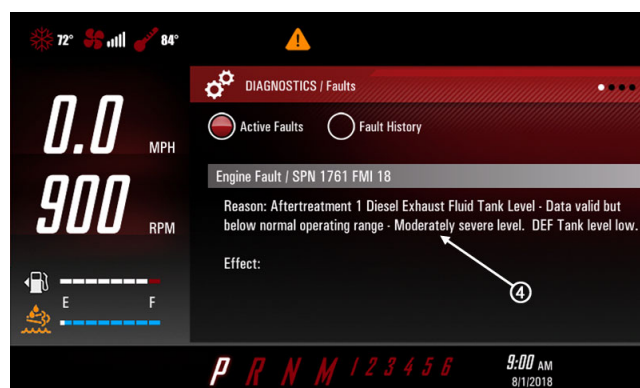 72° 84°
DIAGNOSTICS / Faults
Active Faults Fault History
0.0 MPH
Engine Fault / SPN 1761 FMI 18
900 RPM
Reason: Aftertreatment 1 Diesel Exhaust Fluid Tank Level - Data valid but
below normal operating range - Moderately severe level. DEF Tank level low.
Effect:
4
E F
P R N M 1 2 3 4 5 6 9:00 AM
8/1/2018